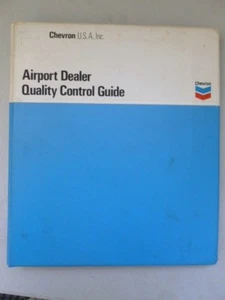 Chevron U.S.A. Inc.
Airport Dealer
Quality Control Guide
Chevron